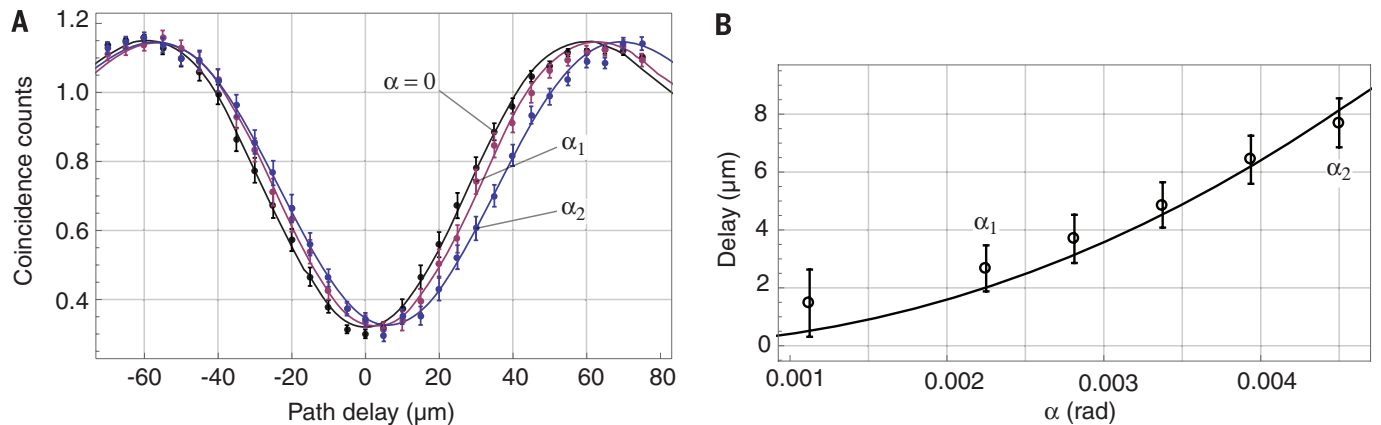 A
1.2
1.0
0.8
0.6
0.4
Coincidence counts
α = 0
α1
α2
-60 -40 -20 0 20 40 60 80
Path delay (μm)
B
8
6
4
2
0
Delay (μm)
α1
α2
0.001 0.002 0.003 0.004
α (rad)